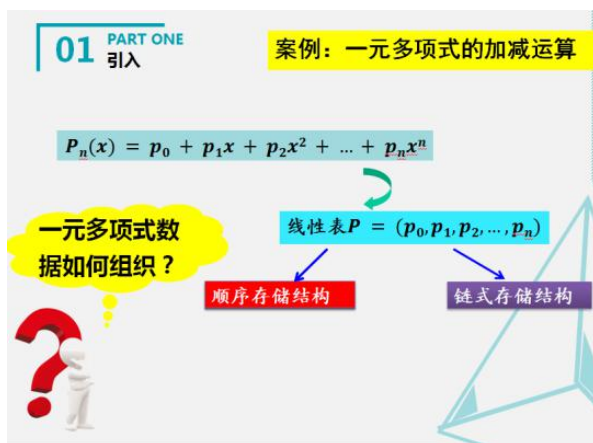 01 PART ONE
引入
案例：一元多项式的加减运算
Pₙ(x) = p₀ + p₁x + p₂x² + … + pₙxⁿ
线性表P = (p₀,p₁,p₂,…,pₙ)
一元多项式数
据如何组织？
顺序存储结构
链式存储结构